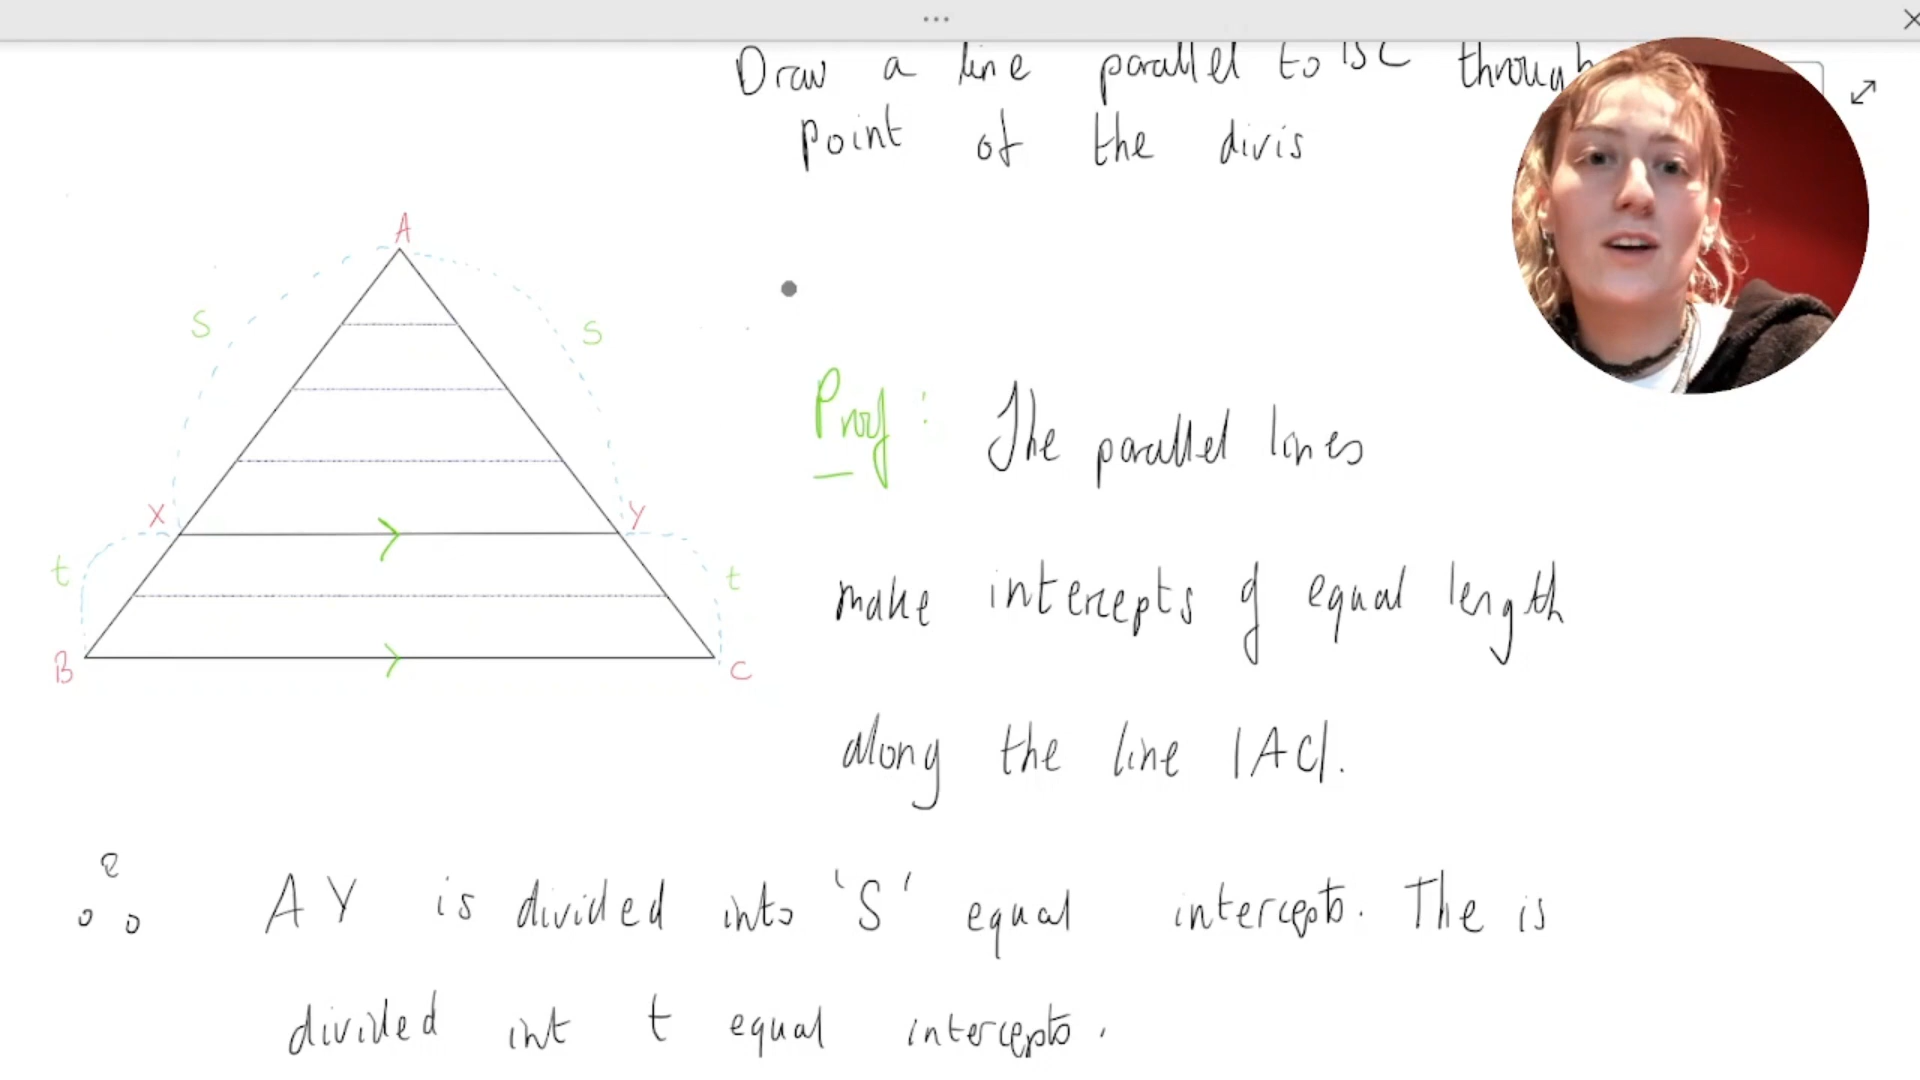 Draw a line parallel to BC through
point of the divis
A
S
S
Proof: The parallel lines
X
Y
t
t
make intercepts of equal length
B
C
along the line |AC|.
AY is divided into 'S' equal intercepts. The is
divided int t equal intercepts.